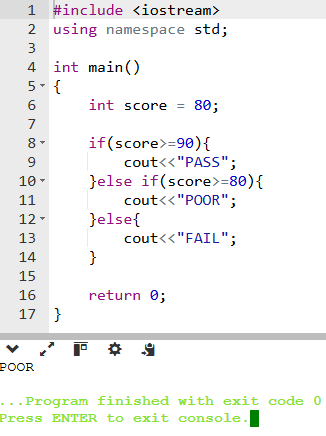 1 #include <iostream>
2 using namespace std;
3
4 int main()
5 {
6     int score = 80;
7
8     if(score>=90){
9         cout<<"PASS";
10     }else if(score>=80){
11         cout<<"POOR";
12     }else{
13         cout<<"FAIL";
14     }
15
16     return 0;
17 }
POOR
...Program finished with exit code 0
Press ENTER to exit console.